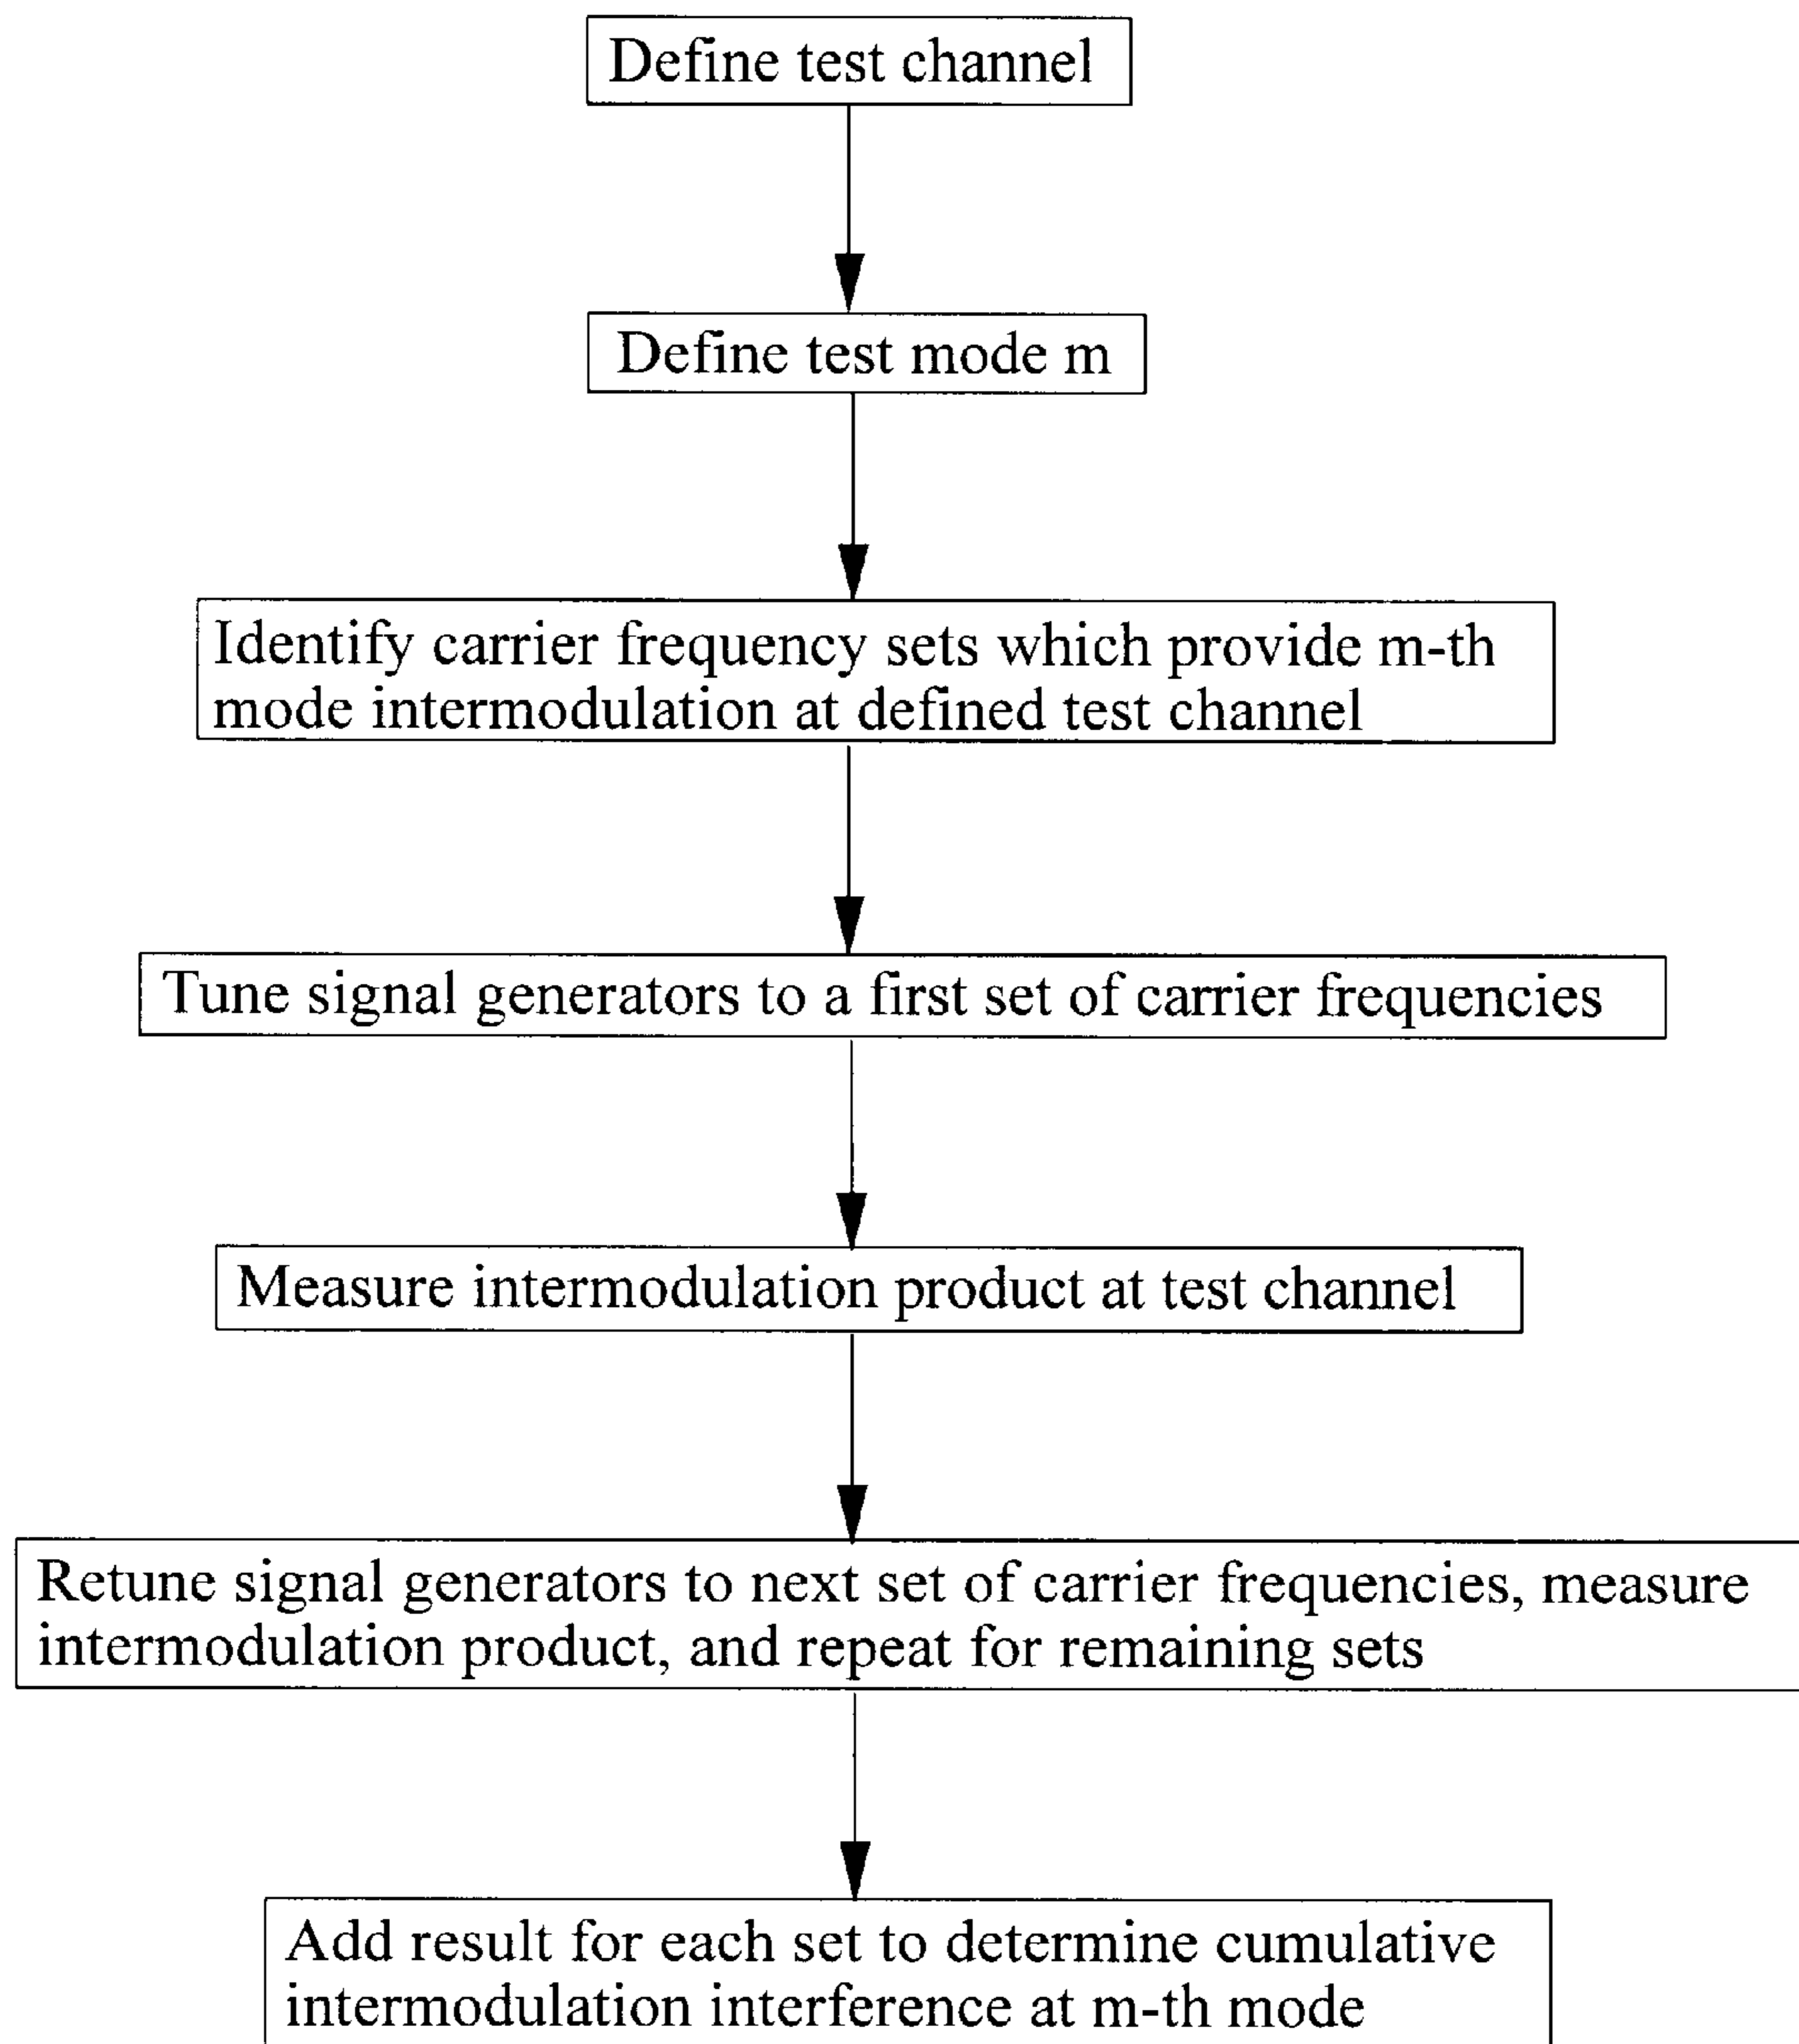 Define test channel
Define test mode m
Identify carrier frequency sets which provide m-th
mode intermodulation at defined test channel
Tune signal generators to a first set of carrier frequencies
Measure intermodulation product at test channel
Retune signal generators to next set of carrier frequencies, measure
intermodulation product, and repeat for remaining sets
Add result for each set to determine cumulative
intermodulation interference at m-th mode